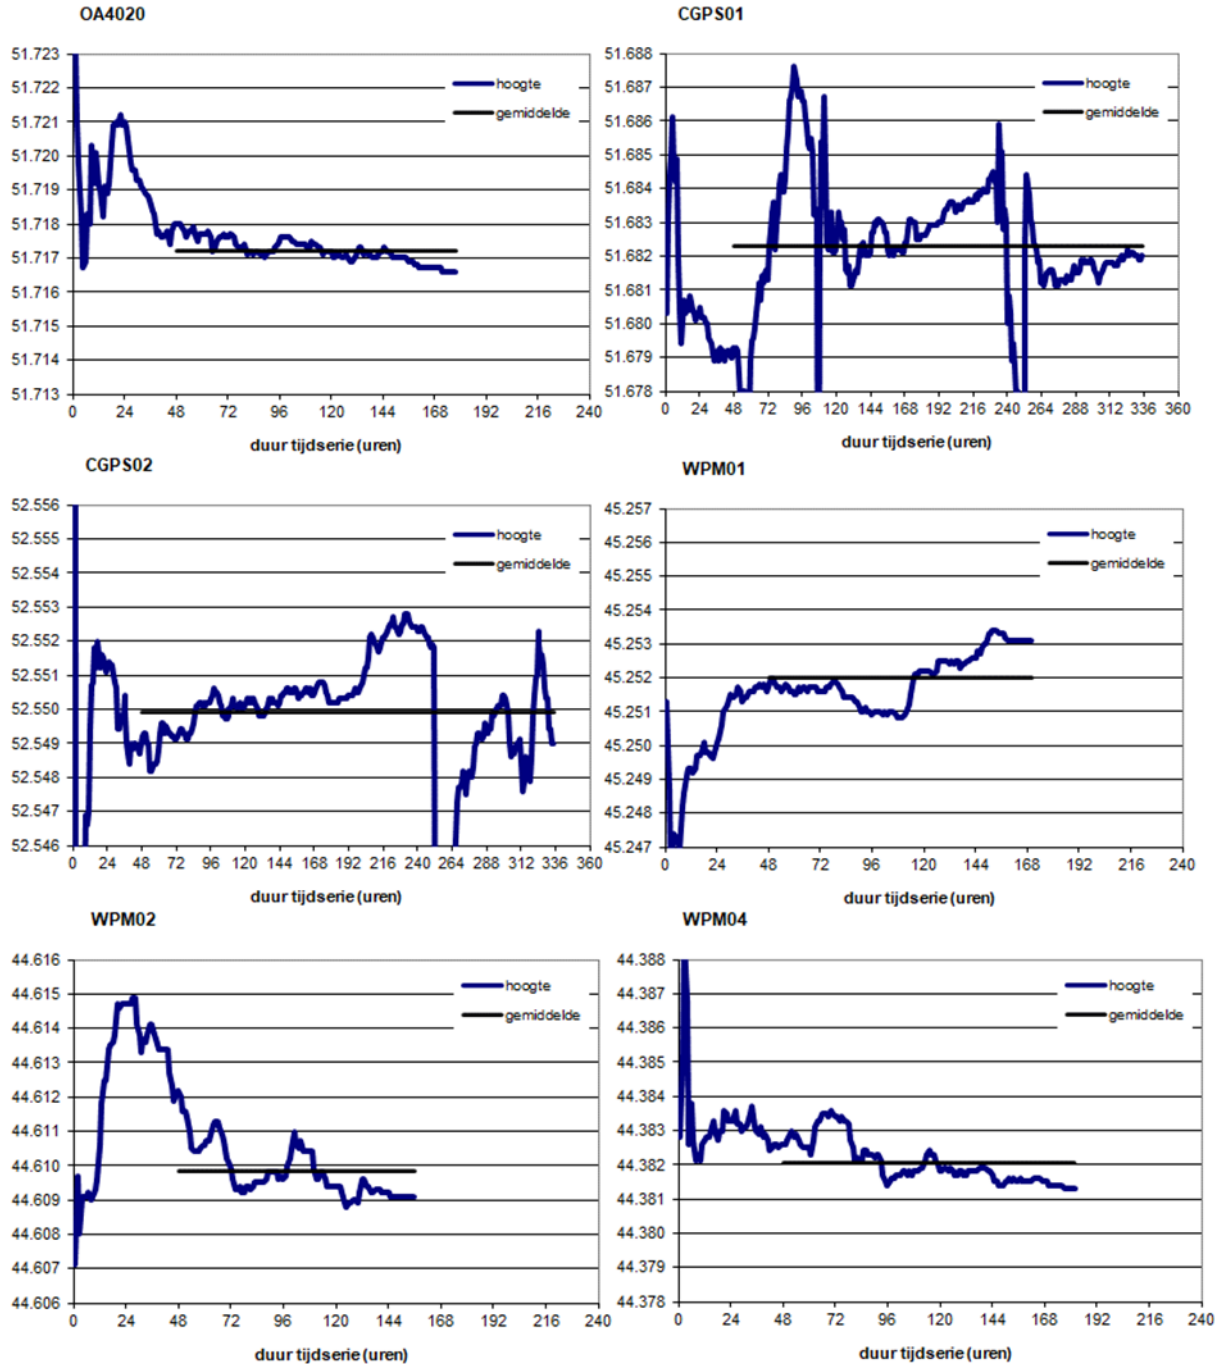 OA4020
51.723
51.722
51.721
51.720
51.719
51.718
51.717
51.716
51.715
51.714
51.713
hoogte
gemiddelde
0 24 48 72 96 120 144 168 192 216 240
duur tijdserie (uren)
CGPS01
51.688
51.687
51.686
51.685
51.684
51.683
51.682
51.681
51.680
51.679
51.678
hoogte
gemiddelde
0 24 48 72 96 120 144 168 192 216 240 264 288 312 336 360
duur tijdserie (uren)
CGPS02
52.556
52.555
52.554
52.553
52.552
52.551
52.550
52.549
52.548
52.547
52.546
hoogte
gemiddelde
0 24 48 72 96 120 144 168 192 216 240 264 288 312 336 360
duur tijdserie (uren)
WPM01
45.257
45.256
45.255
45.254
45.253
45.252
45.251
45.250
45.249
45.248
45.247
hoogte
gemiddelde
0 24 48 72 96 120 144 168 192 216 240
duur tijdserie (uren)
WPM02
44.616
44.615
44.614
44.613
44.612
44.611
44.610
44.609
44.608
44.607
44.606
hoogte
gemiddelde
0 24 48 72 96 120 144 168 192 216 240
duur tijdserie (uren)
WPM04
44.388
44.387
44.386
44.385
44.384
44.383
44.382
44.381
44.380
44.379
44.378
hoogte
gemiddelde
0 24 48 72 96 120 144 168 192 216 240
duur tijdserie (uren)